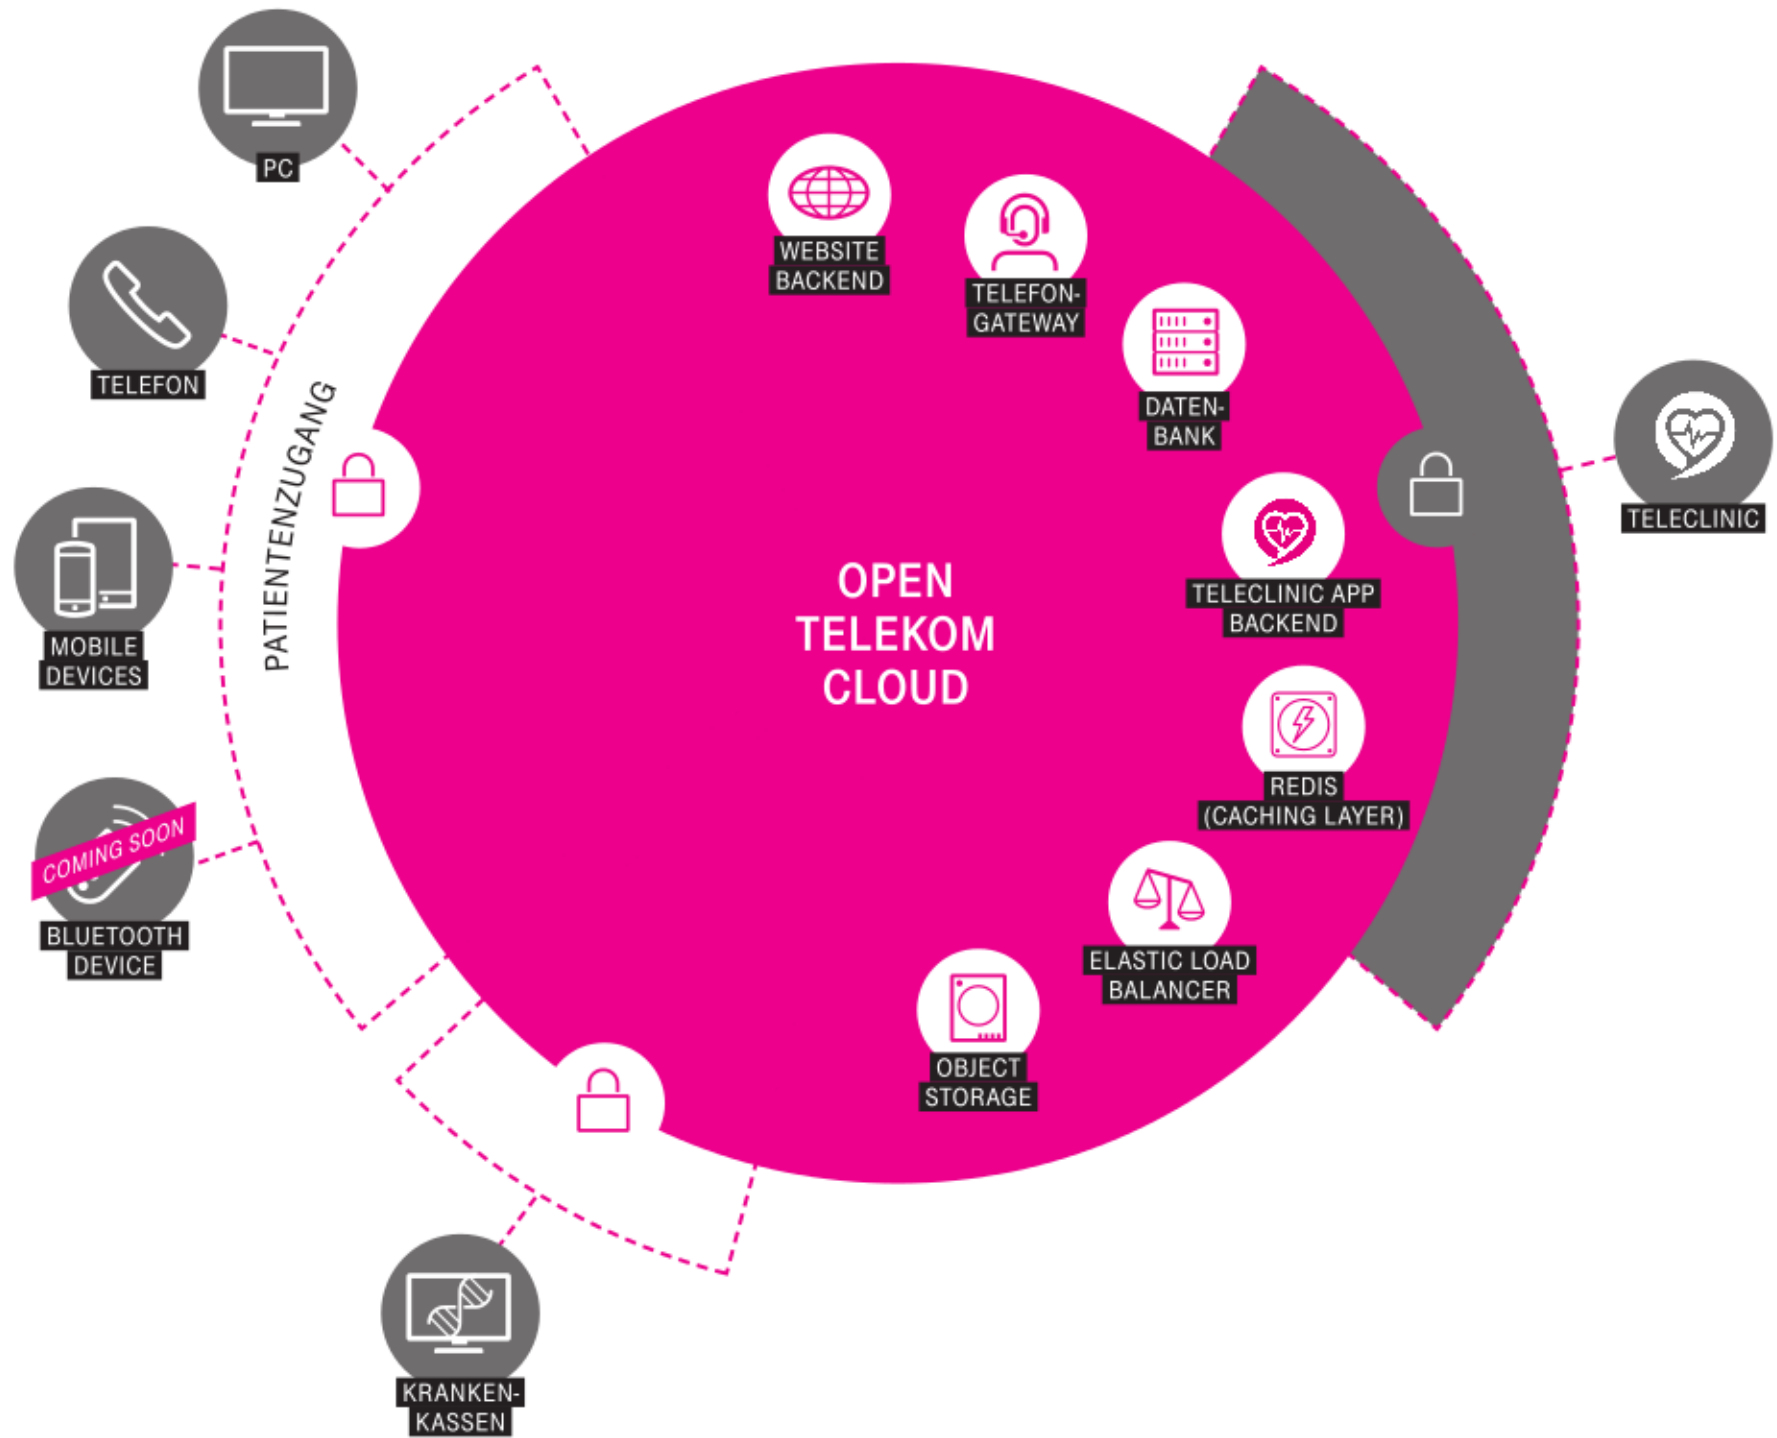 PC
TELEFON
PATIENTENZUGANG
MOBILE
DEVICES
COMING SOON
BLUETOOTH
DEVICE
KRANKEN-
KASSEN
OPEN
TELEKOM
CLOUD
WEBSITE
BACKEND
TELEFON-
GATEWAY
DATEN-
BANK
TELECLINIC APP
BACKEND
REDIS
(CACHING LAYER)
ELASTIC LOAD
BALANCER
OBJECT
STORAGE
TELECLINIC